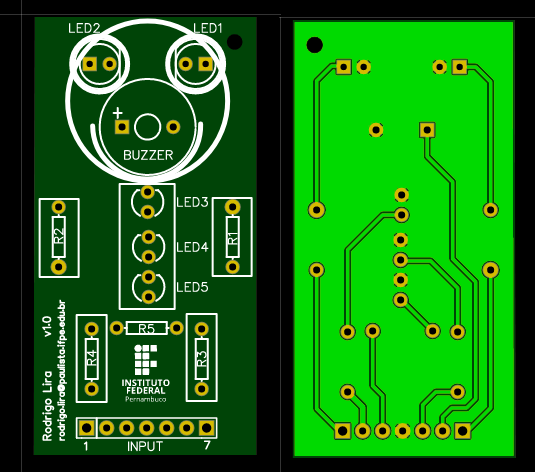 LED2
LED1
+
BUZZER
LED3
R2
R1
LED4
LED5
R5
R4
R3
v1.0
Rodrigo Lira
rodrigo.lira@paulista.ifpe.edu.br
INSTITUTO
FEDERAL
Pernambuco
1
INPUT
7